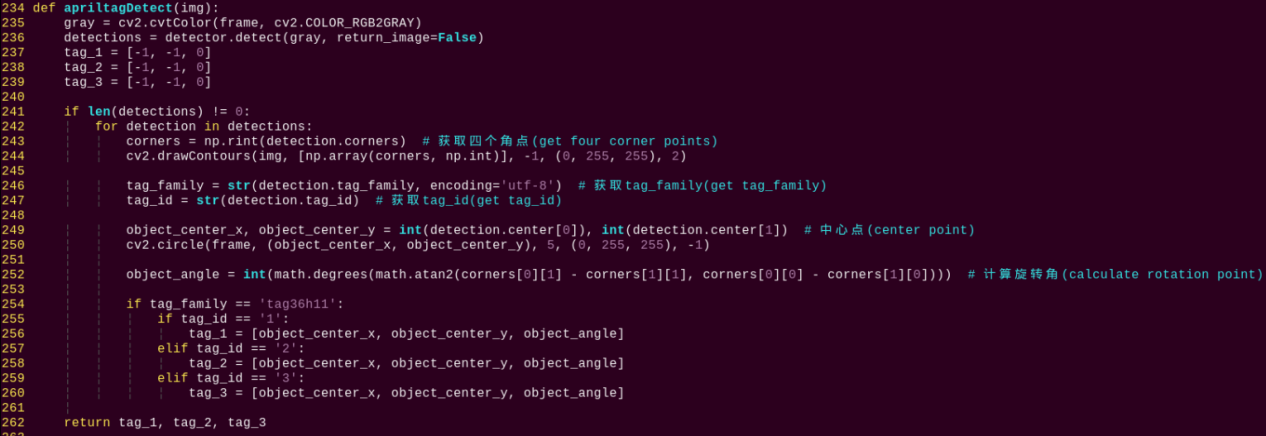 234 def apriltagDetect(img):
235     gray = cv2.cvtColor(frame, cv2.COLOR_RGB2GRAY)
236     detections = detector.detect(gray, return_image=False)
237     tag_1 = [-1, -1, 0]
238     tag_2 = [-1, -1, 0]
239     tag_3 = [-1, -1, 0]
240
241     if len(detections) != 0:
242         for detection in detections:
243             corners = np.rint(detection.corners)  # 获取四个角点(get four corner points)
244             cv2.drawContours(img, [np.array(corners, np.int)], -1, (0, 255, 255), 2)
245
246             tag_family = str(detection.tag_family, encoding='utf-8')  # 获取tag_family(get tag_family)
247             tag_id = str(detection.tag_id)  # 获取tag_id(get tag_id)
248
249             object_center_x, object_center_y = int(detection.center[0]), int(detection.center[1])  # 中心点(center point)
250             cv2.circle(frame, (object_center_x, object_center_y), 5, (0, 255, 255), -1)
251
252             object_angle = int(math.degrees(math.atan2(corners[0][1] - corners[1][1], corners[0][0] - corners[1][0])))  # 计算旋转角(calculate rotation point)
253
254             if tag_family == 'tag36h11':
255                 if tag_id == '1':
256                     tag_1 = [object_center_x, object_center_y, object_angle]
257                 elif tag_id == '2':
258                     tag_2 = [object_center_x, object_center_y, object_angle]
259                 elif tag_id == '3':
260                     tag_3 = [object_center_x, object_center_y, object_angle]
261
262     return tag_1, tag_2, tag_3